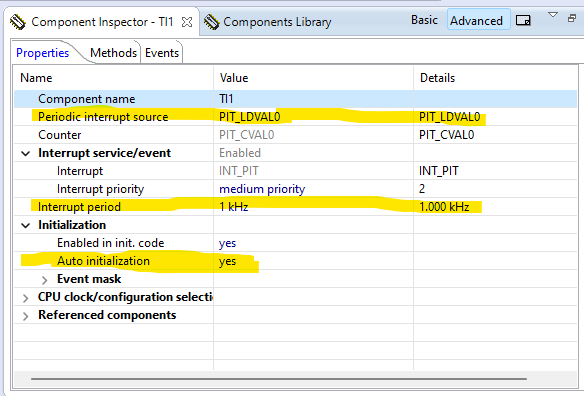 Component Inspector - TI1 Components Library Basic Advanced
Properties Methods Events
Name Value Details
Component name TI1
Periodic interrupt source PIT_LDVAL0 PIT_LDVAL0
Counter PIT_CVAL0 PIT_CVAL0
Interrupt service/event Enabled
Interrupt INT_PIT INT_PIT
Interrupt priority medium priority 2
Interrupt period 1 kHz 1.000 kHz
Initialization
Enabled in init. code yes
Auto initialization yes
Event mask
CPU clock/configuration selecti
Referenced components